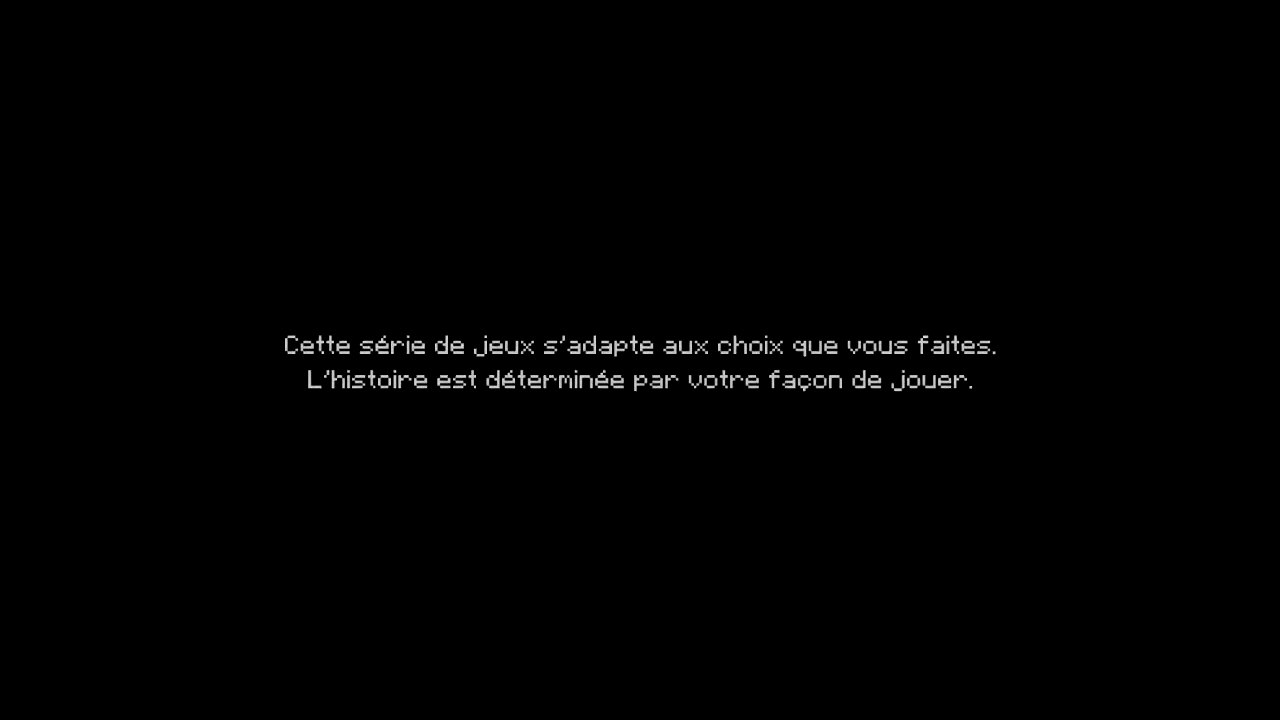 Cette série de jeux s'adapte aux choix que vous faites.
L'histoire est déterminée par votre façon de jouer.